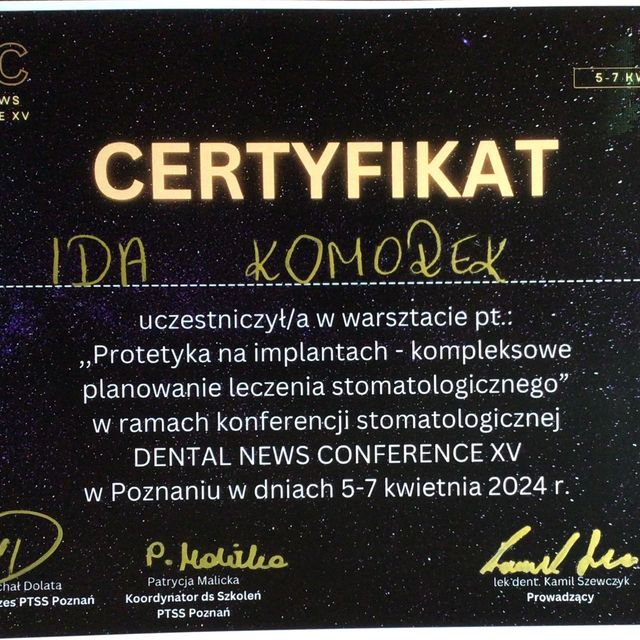 C
WS
E XV
5-7 KW
CERTYFIKAT
IDA KOMOREK
uczestniczył/a w warsztacie pt.:
,,Protetyka na implantach - kompleksowe
planowanie leczenia stomatologicznego”
w ramach konferencji stomatologicznej
DENTAL NEWS CONFERENCE XV
w Poznaniu w dniach 5-7 kwietnia 2024 r.
P. Malicka
chał Dolata
zes PTSS Poznań
Patrycja Malicka
Koordynator ds Szkoleń
PTSS Poznań
lek dent. Kamil Szewczyk
Prowadzący